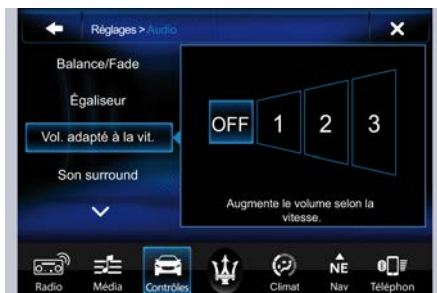 Réglages > Audio
Balance/Fade
Égaliseur
Vol. adapté à la vit.
Son surround
OFF 1 2 3
Augmente le volume selon la
vitesse.
Radio Média Contrôles Climat NE Nav Téléphon